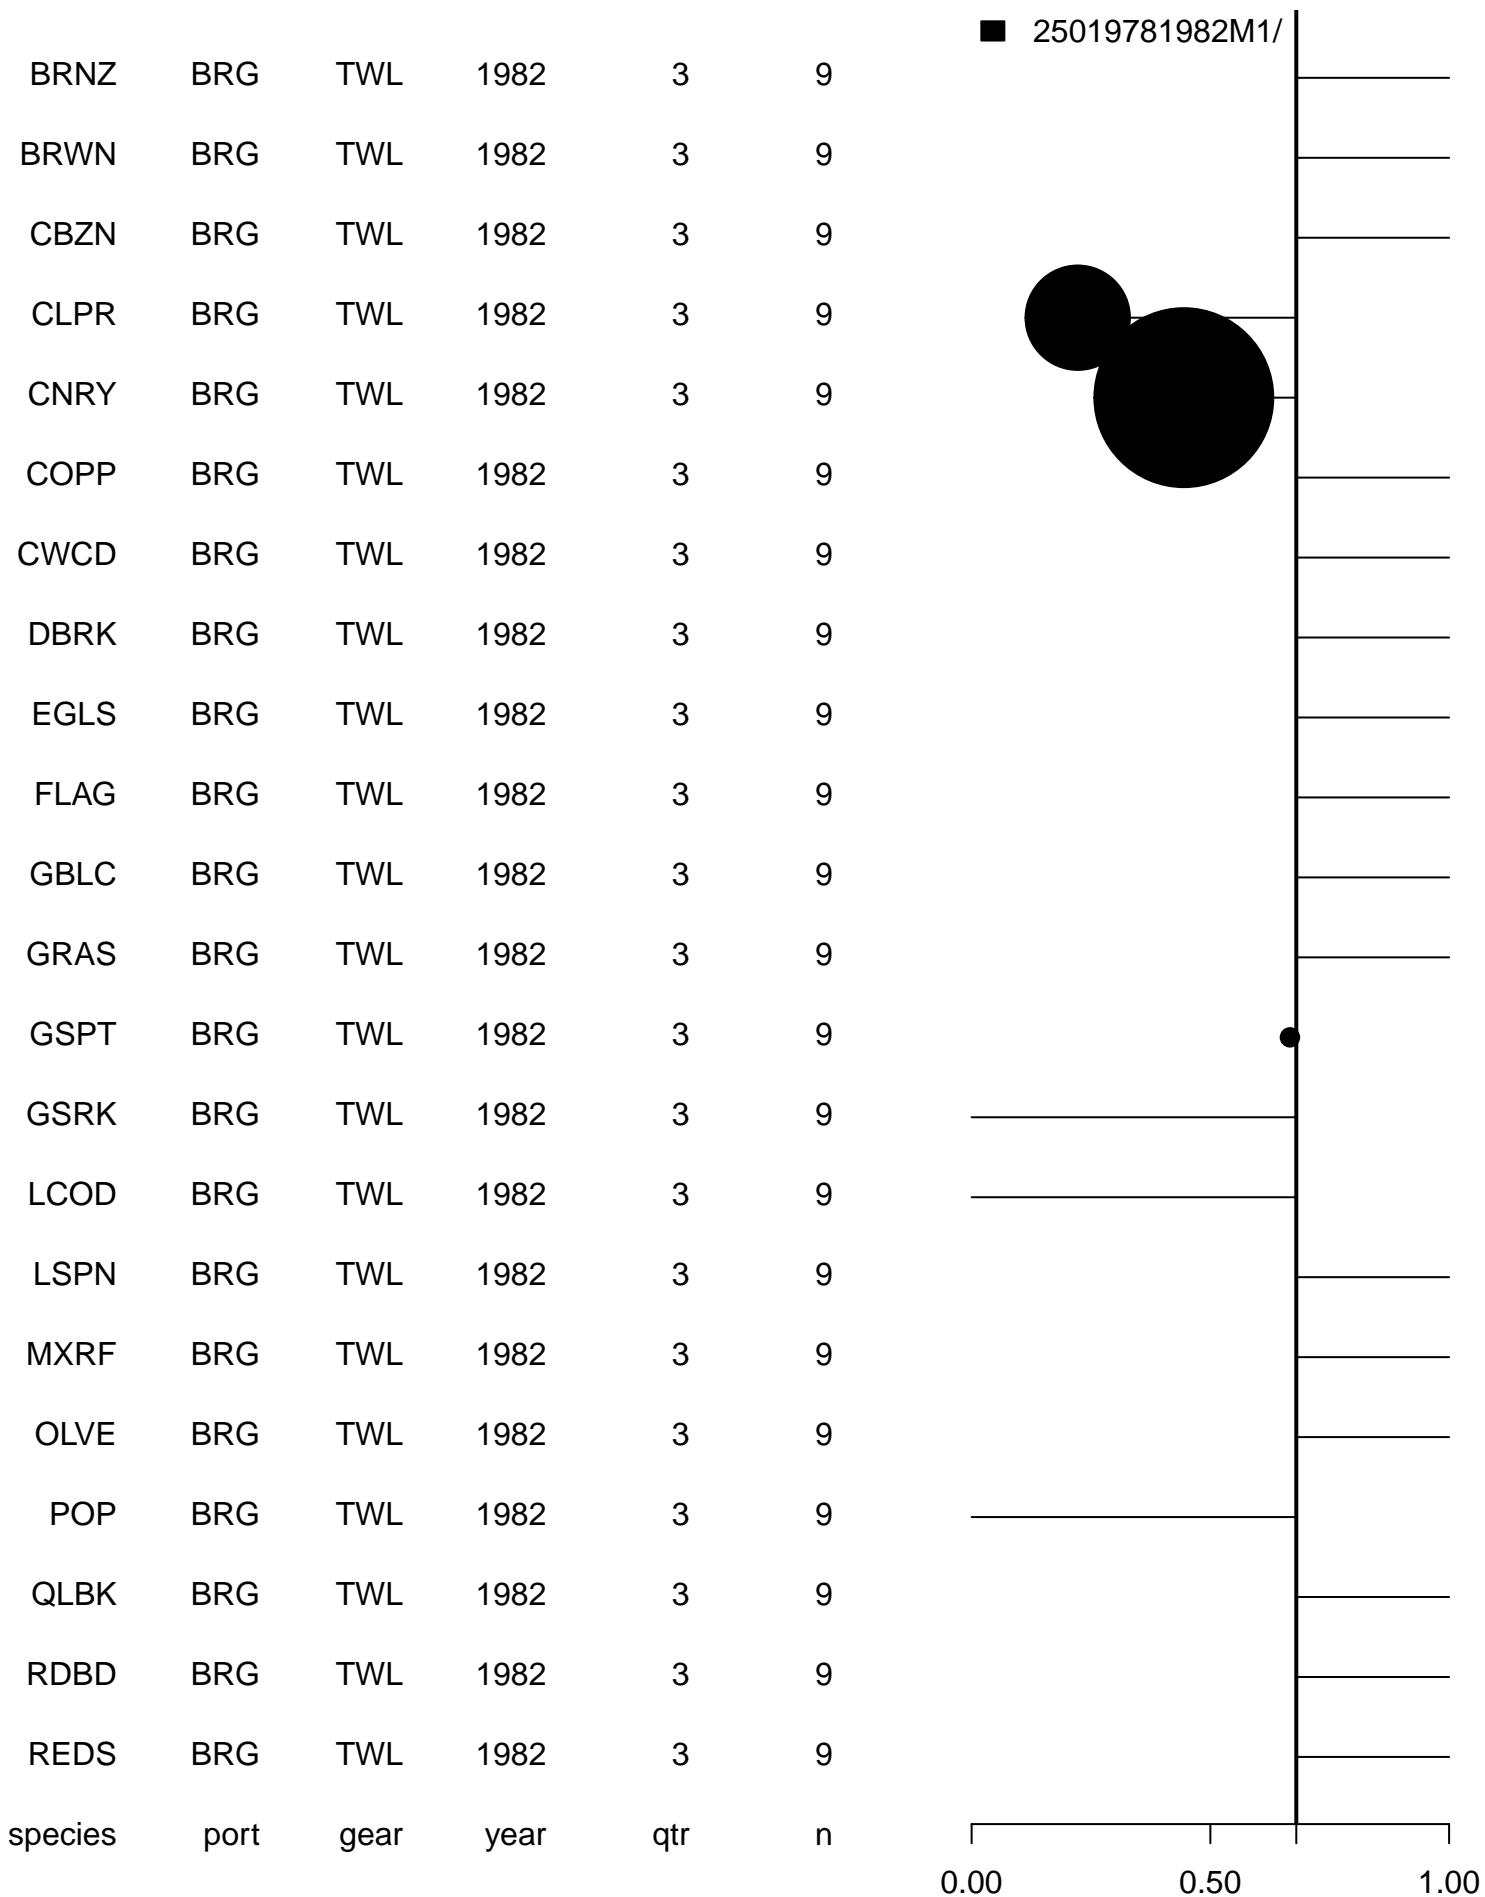 25019781982M1/
BRNZ BRG TWL 1982 3 9
BRWN BRG TWL 1982 3 9
CBZN BRG TWL 1982 3 9
CLPR BRG TWL 1982 3 9
CNRY BRG TWL 1982 3 9
COPP BRG TWL 1982 3 9
CWCD BRG TWL 1982 3 9
DBRK BRG TWL 1982 3 9
EGLS BRG TWL 1982 3 9
FLAG BRG TWL 1982 3 9
GBLC BRG TWL 1982 3 9
GRAS BRG TWL 1982 3 9
GSPT BRG TWL 1982 3 9
GSRK BRG TWL 1982 3 9
LCOD BRG TWL 1982 3 9
LSPN BRG TWL 1982 3 9
MXRF BRG TWL 1982 3 9
OLVE BRG TWL 1982 3 9
POP BRG TWL 1982 3 9
QLBK BRG TWL 1982 3 9
RDBD BRG TWL 1982 3 9
REDS BRG TWL 1982 3 9
species port gear year qtr n
0.00 0.50 1.00